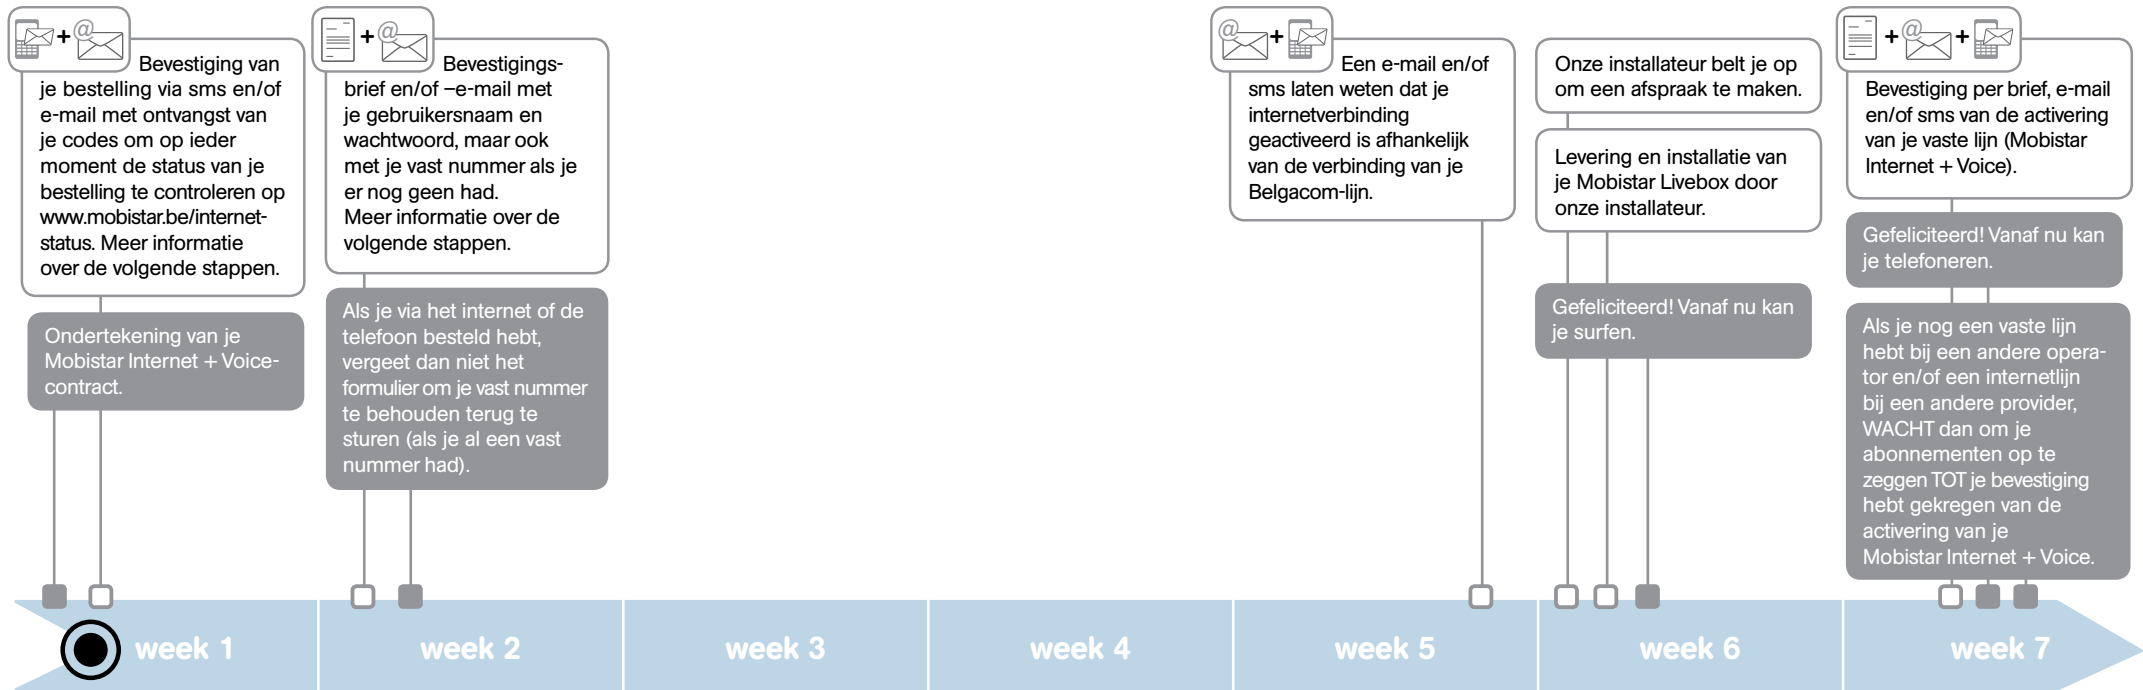 @
+
Bevestiging van
je bestelling via sms en/of
e-mail met ontvangst van
je codes om op ieder
moment de status van je
bestelling te controleren op
www.mobistar.be/internet-
status. Meer informatie
over de volgende stappen.
Ondertekening van je
Mobistar Internet + Voice-
contract.
@
+
Bevestigings-
brief en/of –e-mail met
je gebruikersnaam en
wachtwoord, maar ook
met je vast nummer als je
er nog geen had.
Meer informatie over de
volgende stappen.
Als je via het internet of de
telefoon besteld hebt,
vergeet dan niet het
formulier om je vast nummer
te behouden terug te
sturen (als je al een vast
nummer had).
@
+
Een e-mail en/of
sms laten weten dat je
internetverbinding
geactiveerd is afhankelijk
van de verbinding van je
Belgacom-lijn.
Onze installateur belt je op
om een afspraak te maken.
Levering en installatie van
je Mobistar Livebox door
onze installateur.
Gefeliciteerd! Vanaf nu kan
je surfen.
+ @ +
Bevestiging per brief, e-mail
en/of sms van de activering
van je vaste lijn (Mobistar
Internet + Voice).
Gefeliciteerd! Vanaf nu kan
je telefoneren.
Als je nog een vaste lijn
hebt bij een andere opera-
tor en/of een internetlijn
bij een andere provider,
WACHT dan om je
abonnementen op te
zeggen TOT je bevestiging
hebt gekregen van de
activering van je
Mobistar Internet + Voice.
week 1
week 2
week 3
week 4
week 5
week 6
week 7